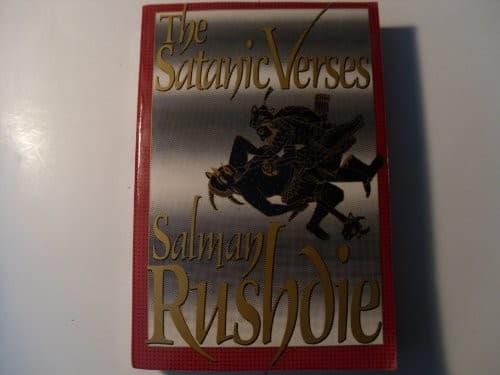 The
Satanic Verses
Salman
Rushdie